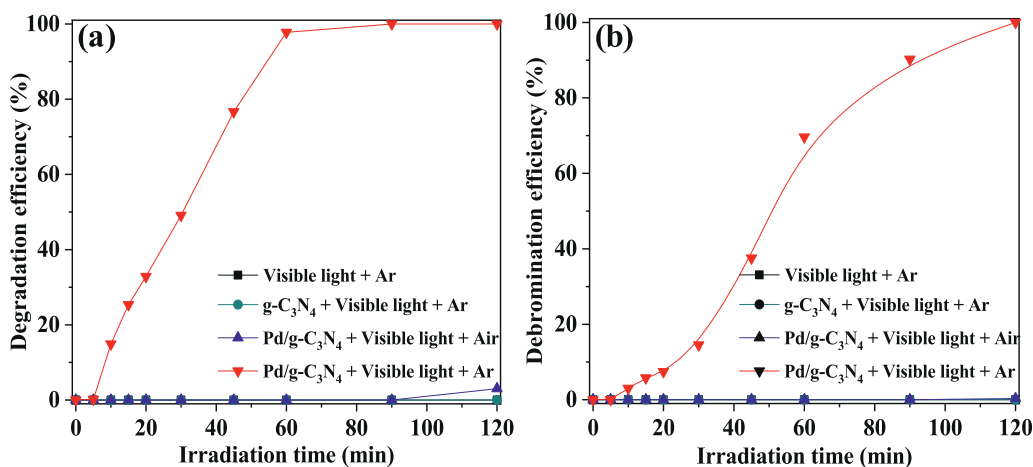 (a)
Degradation efficiency (%)
100
80
60
40
20
0
Visible light + Ar
g-C₃N₄ + Visible light + Ar
Pd/g-C₃N₄ + Visible light + Air
Pd/g-C₃N₄ + Visible light + Ar
0 20 40 60 80 100 120
Irradiation time (min)
(b)
Debromination efficiency (%)
100
80
60
40
20
0
Visible light + Ar
g-C₃N₄ + Visible light + Ar
Pd/g-C₃N₄ + Visible light + Air
Pd/g-C₃N₄ + Visible light + Ar
0 20 40 60 80 100 120
Irradiation time (min)